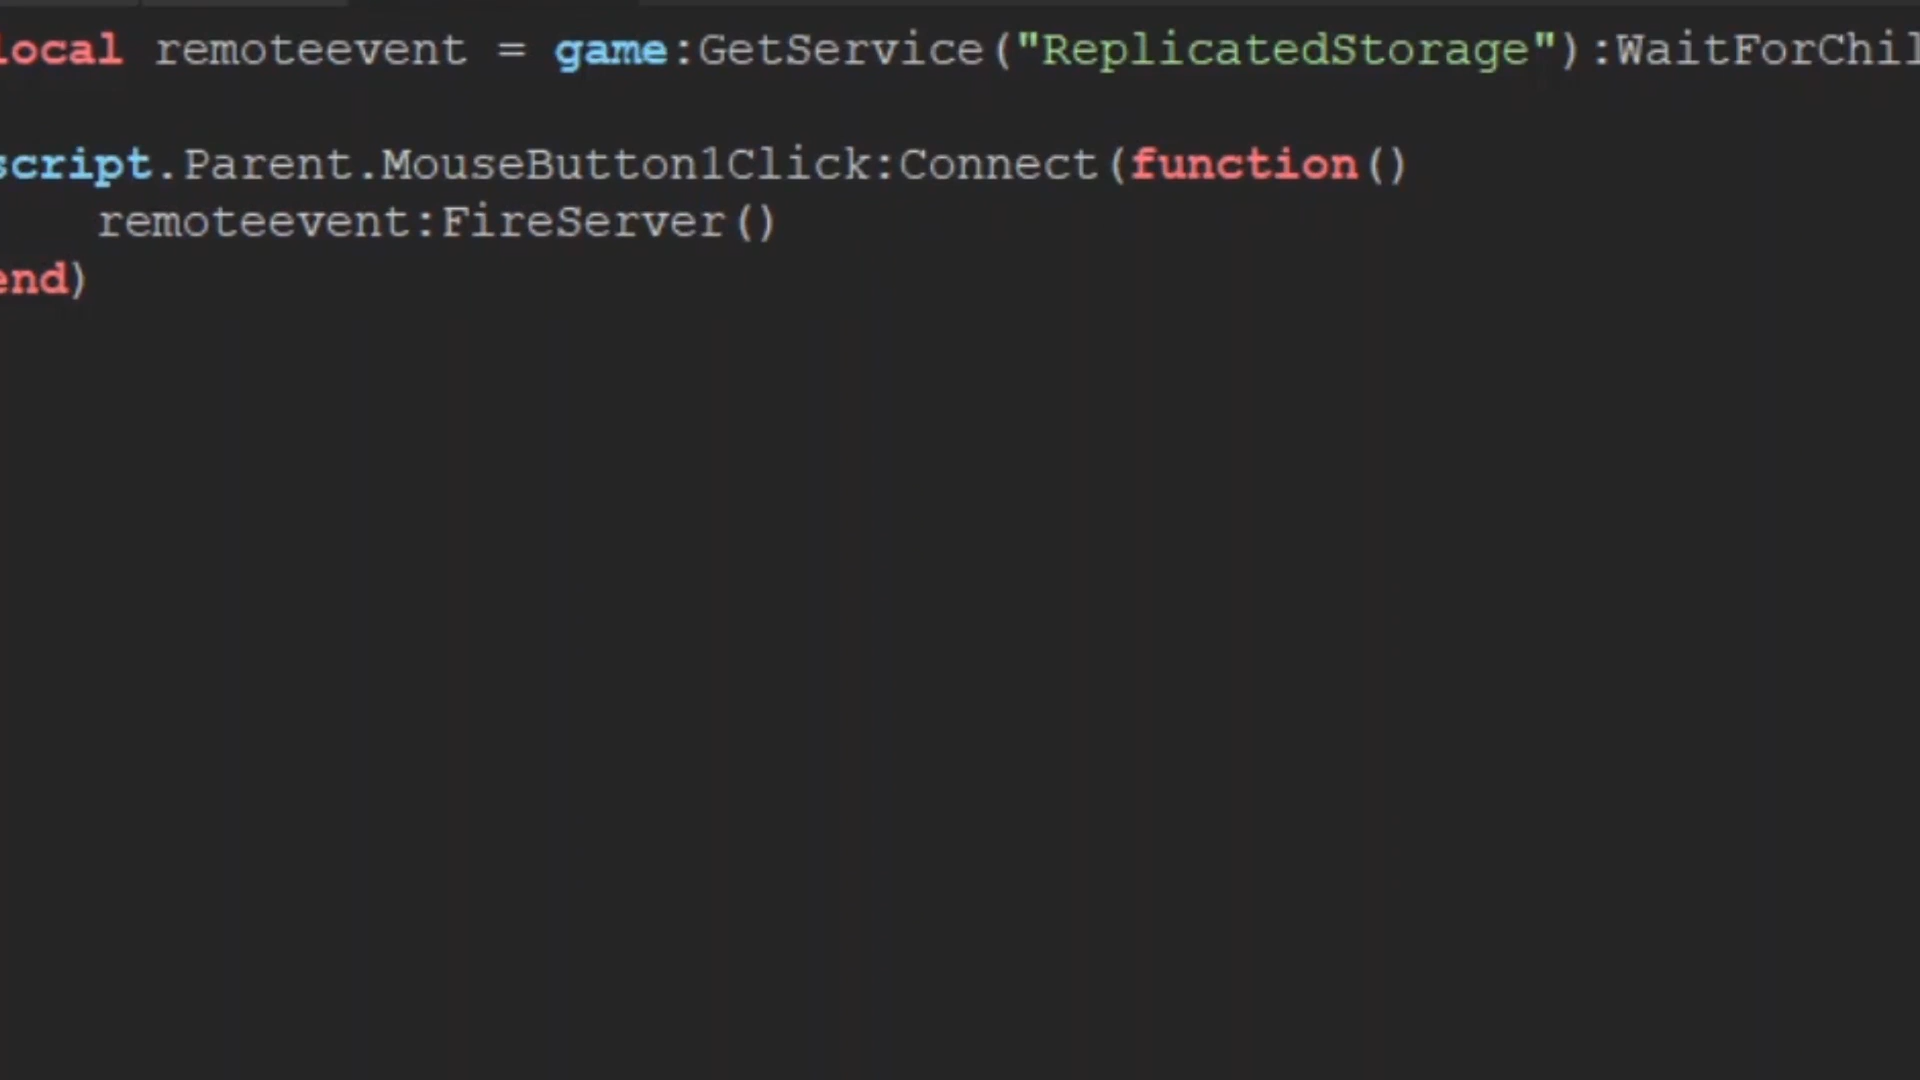 local remoteevent = game:GetService("ReplicatedStorage"):WaitForChil
script.Parent.MouseButton1Click:Connect(function()
remoteevent:FireServer()
end)